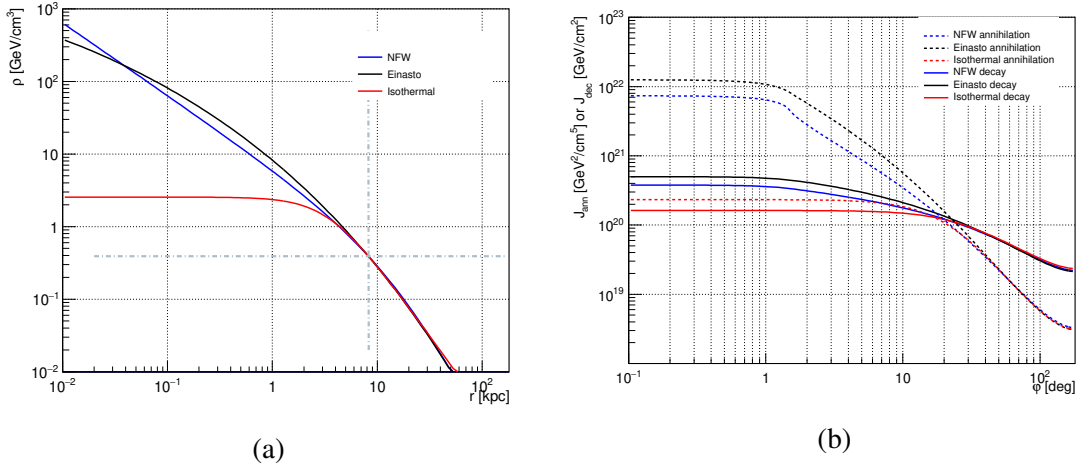 ρ [GeV/cm³]
10³
10²
10
1
10⁻¹
10⁻²
NFW
Einasto
Isothermal
10⁻² 10⁻¹ 1 10 10²
r [kpc]
(a)
J_ann [GeV²/cm⁵] or J_dec [GeV/cm²]
10²³
10²²
10²¹
10²⁰
10¹⁹
NFW annihilation
Einasto annihilation
Isothermal annihilation
NFW decay
Einasto decay
Isothermal decay
10⁻¹ 1 10 10²
φ [deg]
(b)